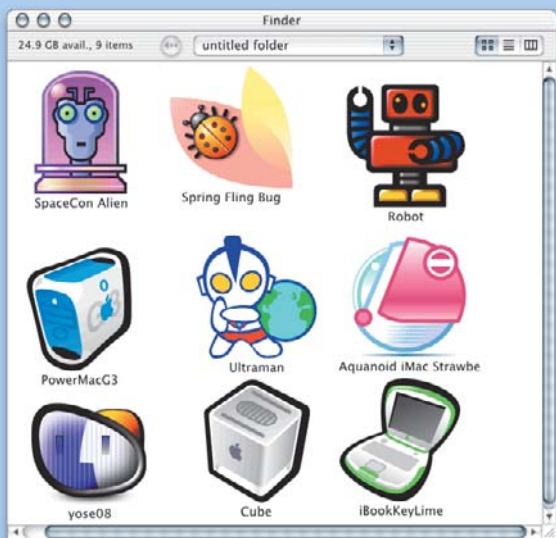 Finder
24.9 GB avail., 9 items
untitled folder
SpaceCon Alien
Spring Fling Bug
Robot
G3
PowerMacG3
Ultraman
Aquanoid iMac Strawbe
yose08
Cube
iBookKeyLime